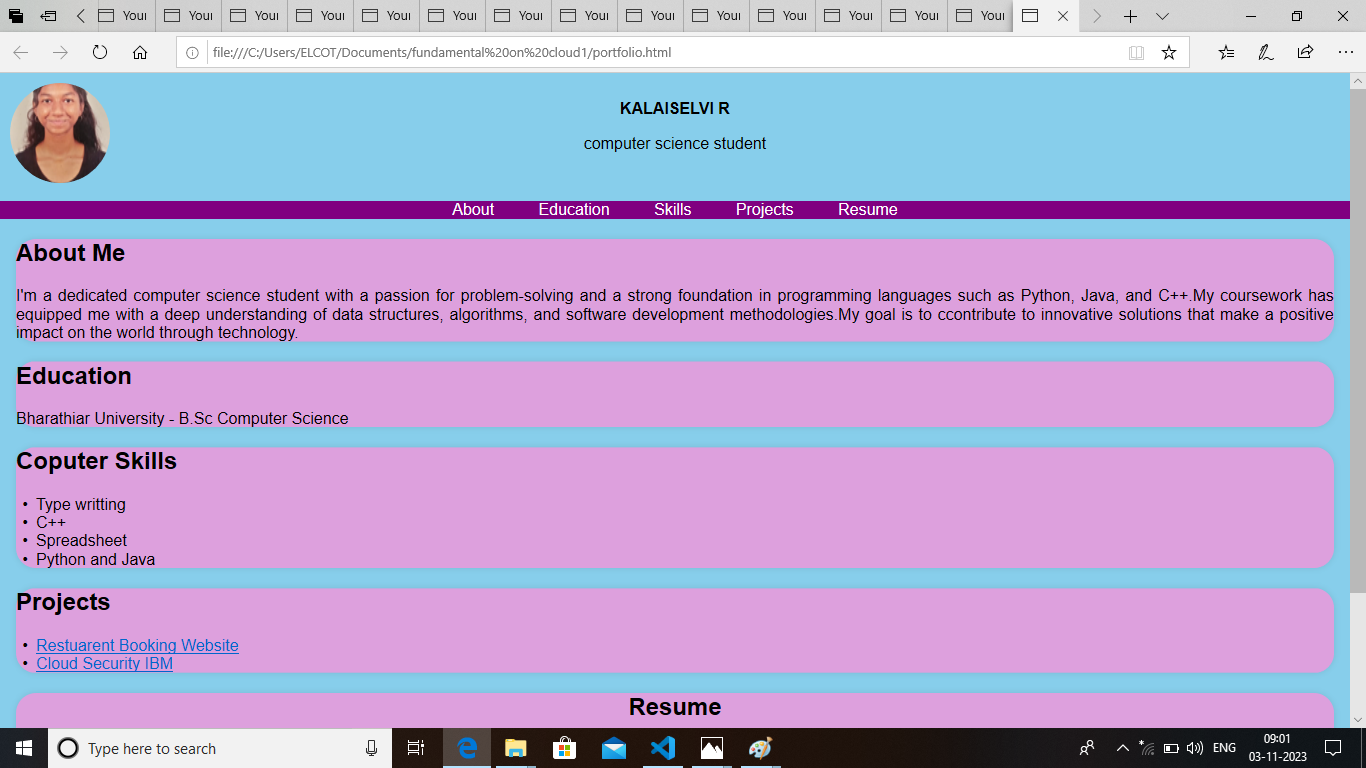 Your Your Your Your Your Your Your Your Your Your Your Your Your Your
file:///C:/Users/ELCOT/Documents/fundamental%20on%20cloud1/portfolio.html
KALAISELVI R
computer science student
About Education Skills Projects Resume
About Me
I'm a dedicated computer science student with a passion for problem-solving and a strong foundation in programming languages such as Python, Java, and C++.My coursework has
equipped me with a deep understanding of data structures, algorithms, and software development methodologies.My goal is to ccontribute to innovative solutions that make a positive
impact on the world through technology.
Education
Bharathiar University - B.Sc Computer Science
Coputer Skills
• Type writting
• C++
• Spreadsheet
• Python and Java
Projects
• Restuarent Booking Website
• Cloud Security IBM
Resume
Type here to search
ENG
09:01
03-11-2023